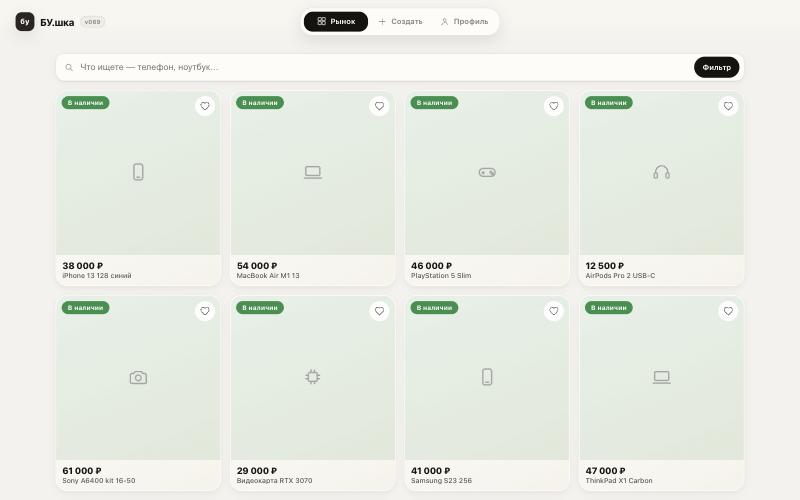 бу БУ.шка v069 Рынок Создать Профиль
Что ищете — телефон, ноутбук... Фильтр
В наличии В наличии В наличии В наличии
38 000 ₽ 54 000 ₽ 46 000 ₽ 12 500 ₽
iPhone 13 128 синий MacBook Air M1 13 PlayStation 5 Slim AirPods Pro 2 USB-C
В наличии В наличии В наличии В наличии
61 000 ₽ 29 000 ₽ 41 000 ₽ 47 000 ₽
Sony A6400 kit 16-50 Видеокарта RTX 3070 Samsung S23 256 ThinkPad X1 Carbon